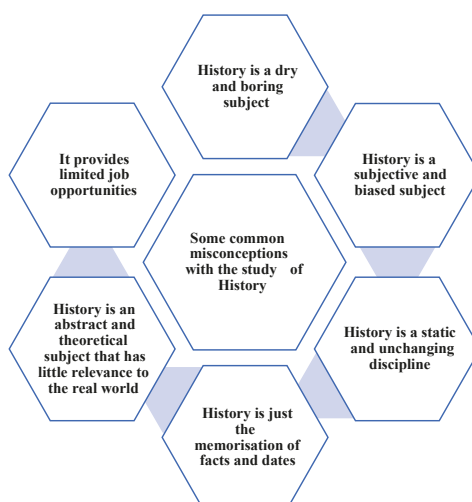 History is a dry
and boring
subject
History is a
subjective and
biased subject
History is a static
and unchanging
discipline
History is just
the
memorisation of
facts and dates
History is an
abstract and
theoretical
subject that has
little relevance to
the real world
It provides
limited job
opportunities
Some common
misconceptions
with the study of
History